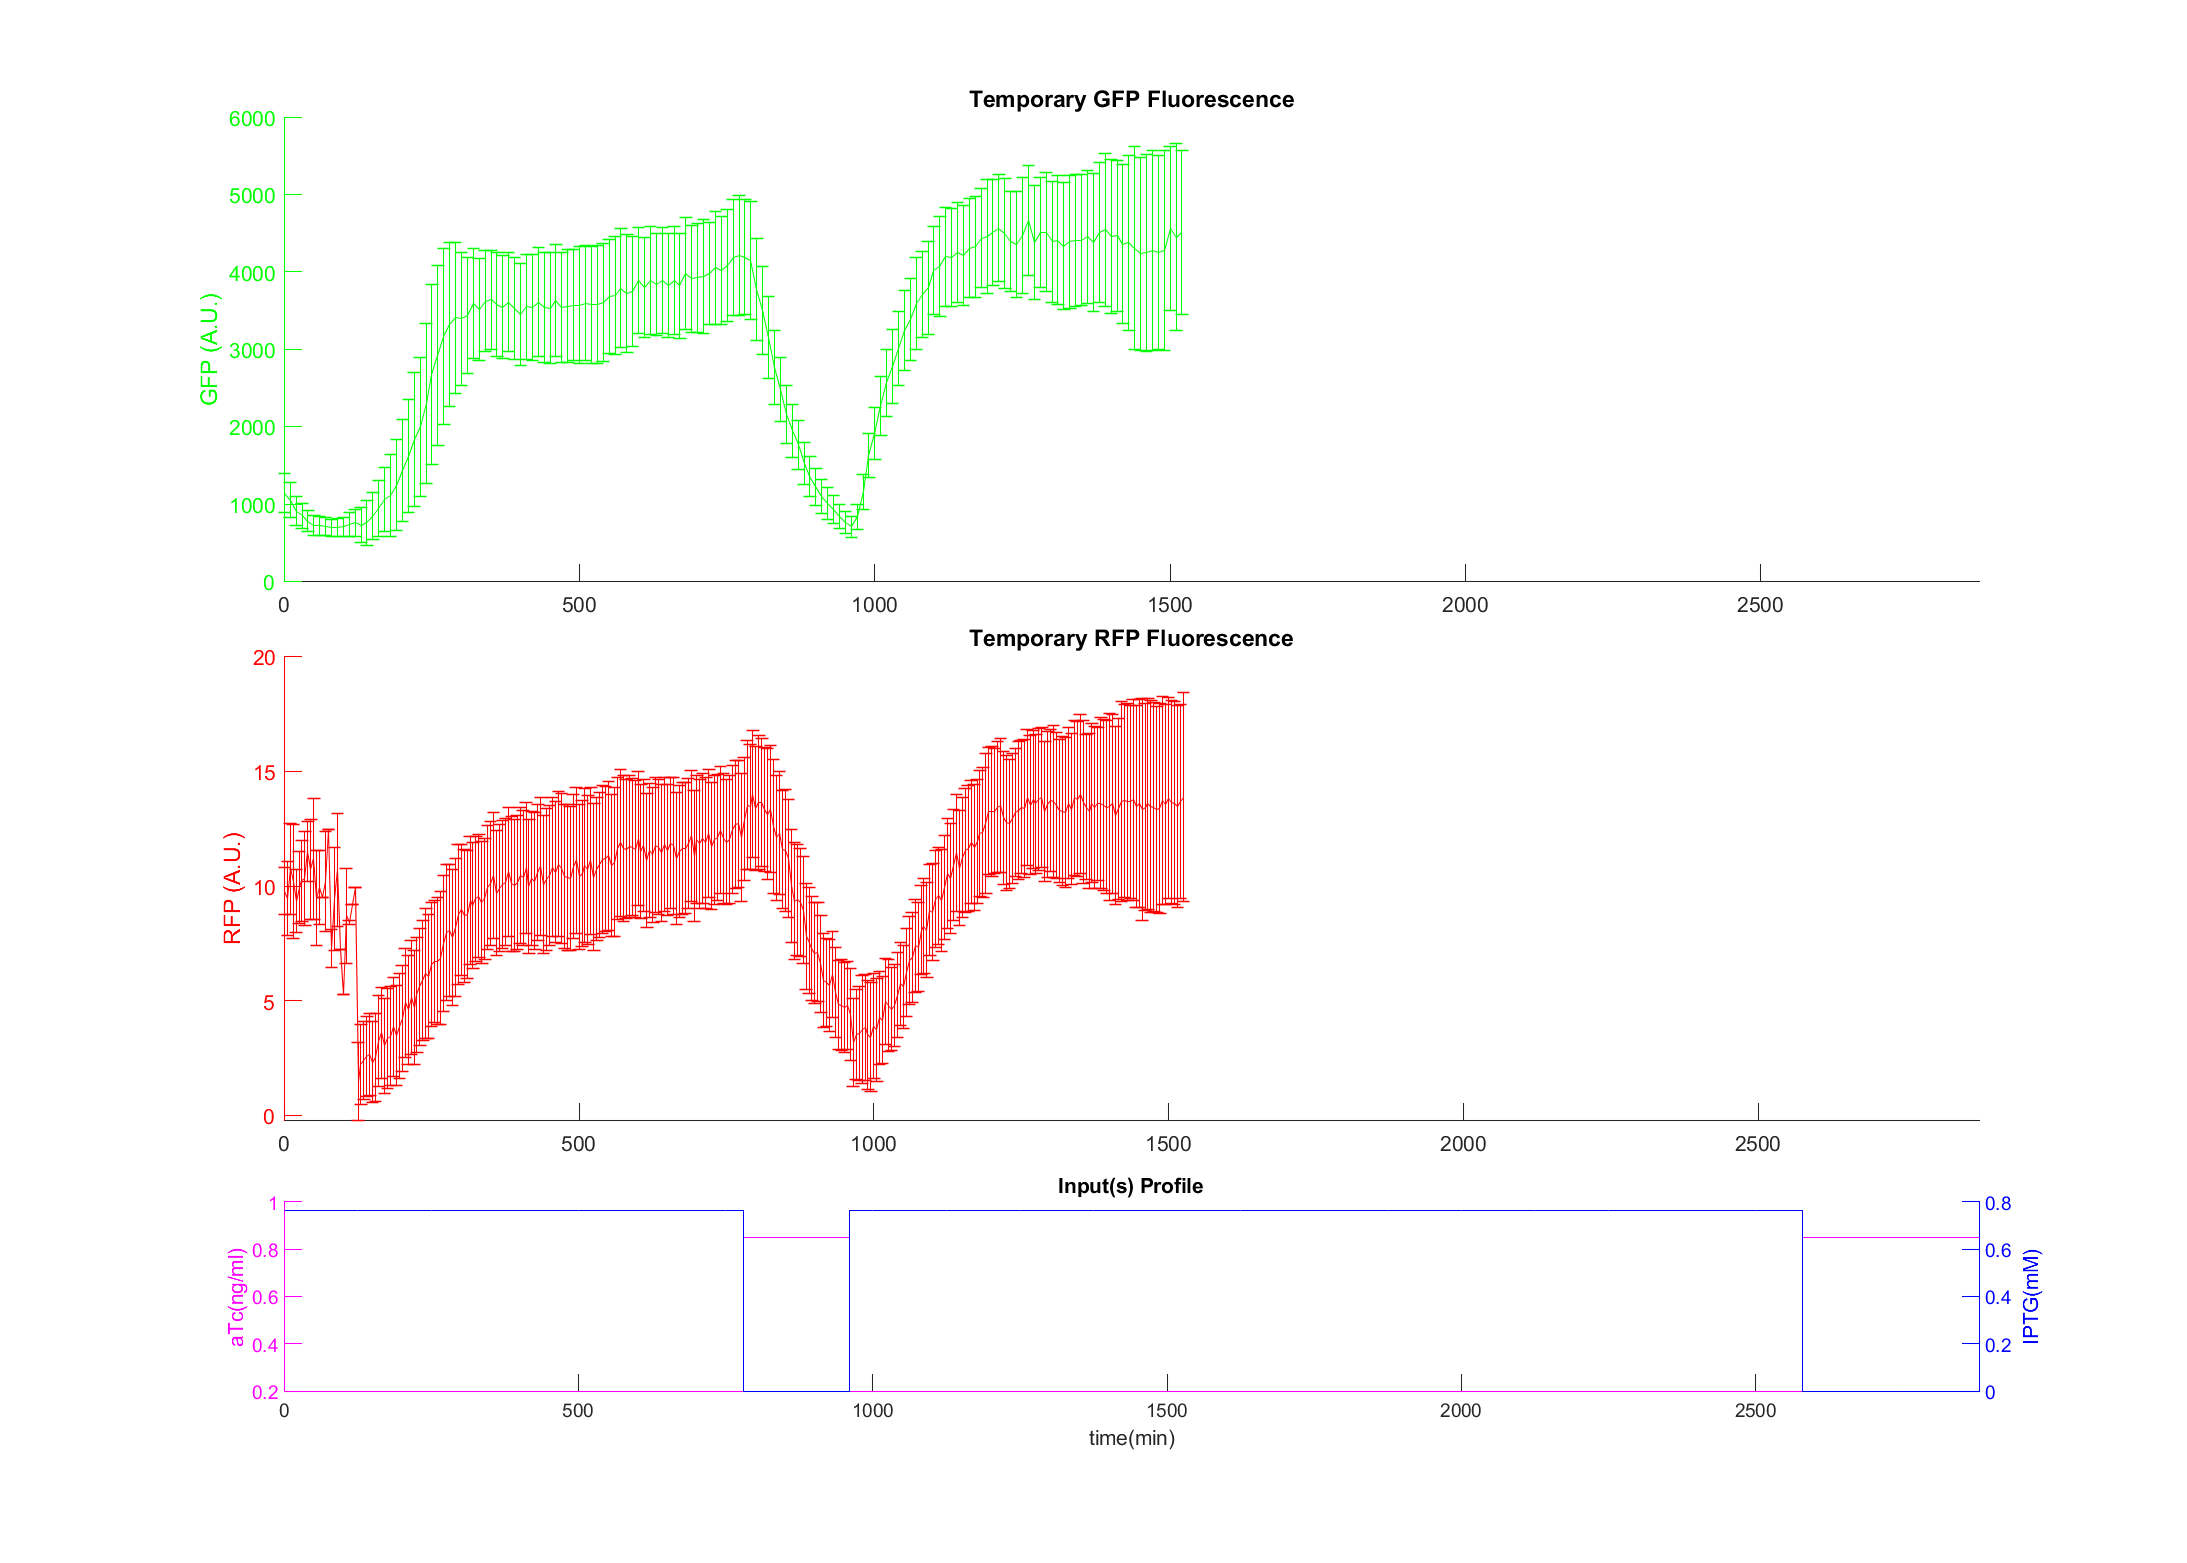 Temporary GFP Fluorescence
6000
5000
4000
3000
2000
1000
0
GFP (A.U.)
0 500 1000 1500 2000 2500
Temporary RFP Fluorescence
20
15
10
5
0
RFP (A.U.)
0 500 1000 1500 2000 2500
Input(s) Profile
1
0.8
0.6
0.4
0.2
aTc(ng/ml)
0.8
0.6
0.4
0.2
0
IPTG(mM)
0 500 1000 1500 2000 2500
time(min)